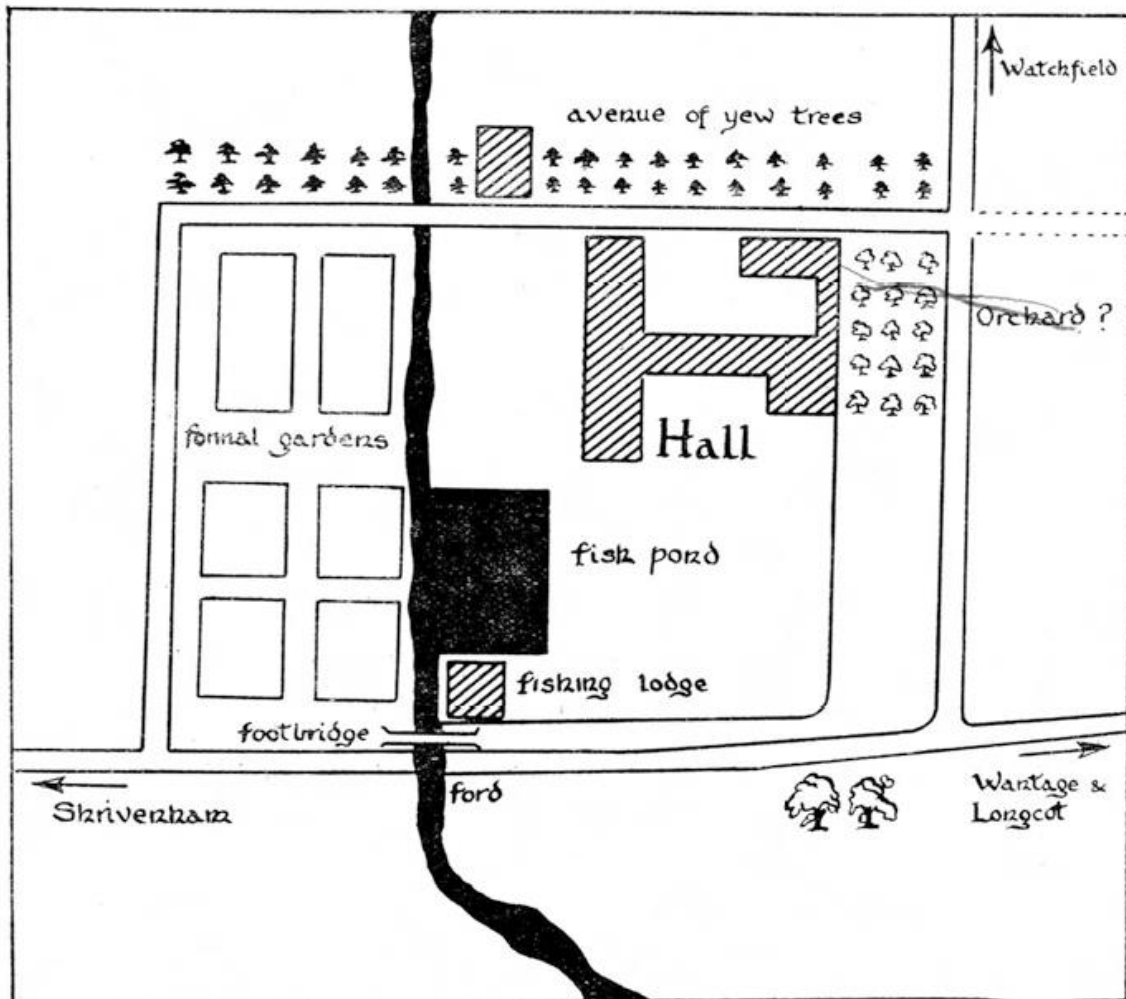 Watchfield
avenue of yew trees
Orchard ?
formal gardens
Hall
fish pond
fishing lodge
footbridge
ford
Shrivenham
Wantage &
Longcot